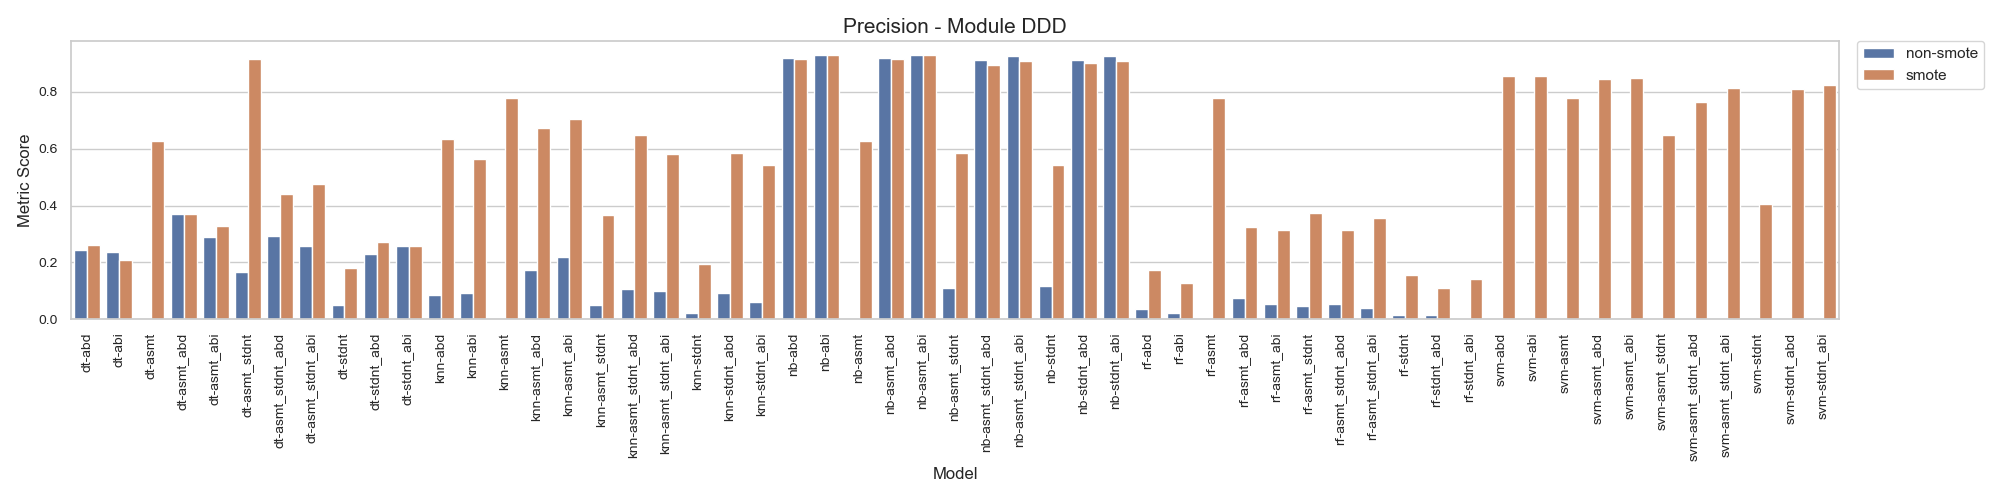 Precision - Module DDD
non-smote
smote
Metric Score
0.8
0.6
0.4
0.2
0.0
dt-abd
dt-abi
dt-asmt
dt-asmt_abd
dt-asmt_abi
dt-asmt_stdnt
dt-asmt_stdnt_abd
dt-asmt_stdnt_abi
dt-stdnt
dt-stdnt_abd
dt-stdnt_abi
knn-abd
knn-abi
knn-asmt
knn-asmt_abd
knn-asmt_abi
knn-asmt_stdnt
knn-asmt_stdnt_abd
knn-asmt_stdnt_abi
knn-stdnt
knn-stdnt_abd
knn-stdnt_abi
nb-abd
nb-abi
nb-asmt
nb-asmt_abd
nb-asmt_abi
nb-asmt_stdnt
nb-asmt_stdnt_abd
nb-asmt_stdnt_abi
nb-stdnt
nb-stdnt_abd
nb-stdnt_abi
rf-abd
rf-abi
rf-asmt
rf-asmt_abd
rf-asmt_abi
rf-asmt_stdnt
rf-asmt_stdnt_abd
rf-asmt_stdnt_abi
rf-stdnt
rf-stdnt_abd
rf-stdnt_abi
svm-abd
svm-abi
svm-asmt
svm-asmt_abd
svm-asmt_abi
svm-asmt_stdnt
svm-asmt_stdnt_abd
svm-asmt_stdnt_abi
svm-stdnt
svm-stdnt_abd
svm-stdnt_abi
Model